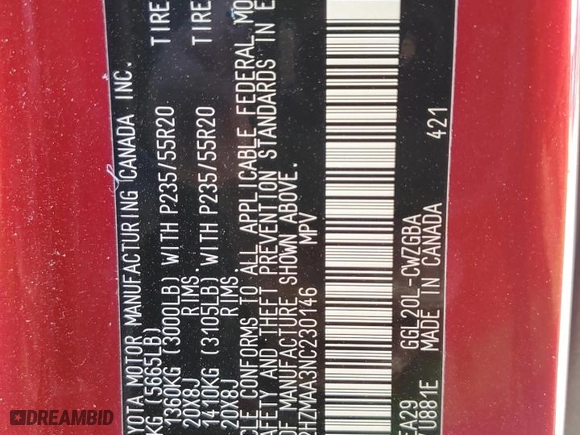 YOTA MOTOR MANUFACTURING CANADA INC.
KG (5665LB)
1360KG (3000LB) WITH P235/55R20 TIRE
20X8J RIMS.
1410KG (3105LB) WITH P235/55R20 TIRE
20X8J RIMS.
CLE CONFORMS TO ALL APPLICABLE FEDERAL MO
AFETY AND THEFT PREVENTION STANDARDS IN E
OF MANUFACTURE SHOWN ABOVE.
HZMAA3NC230146 MPV
EA29 GGL20L-CWZGBA
U881E MADE IN CANADA 421
DREAMBID